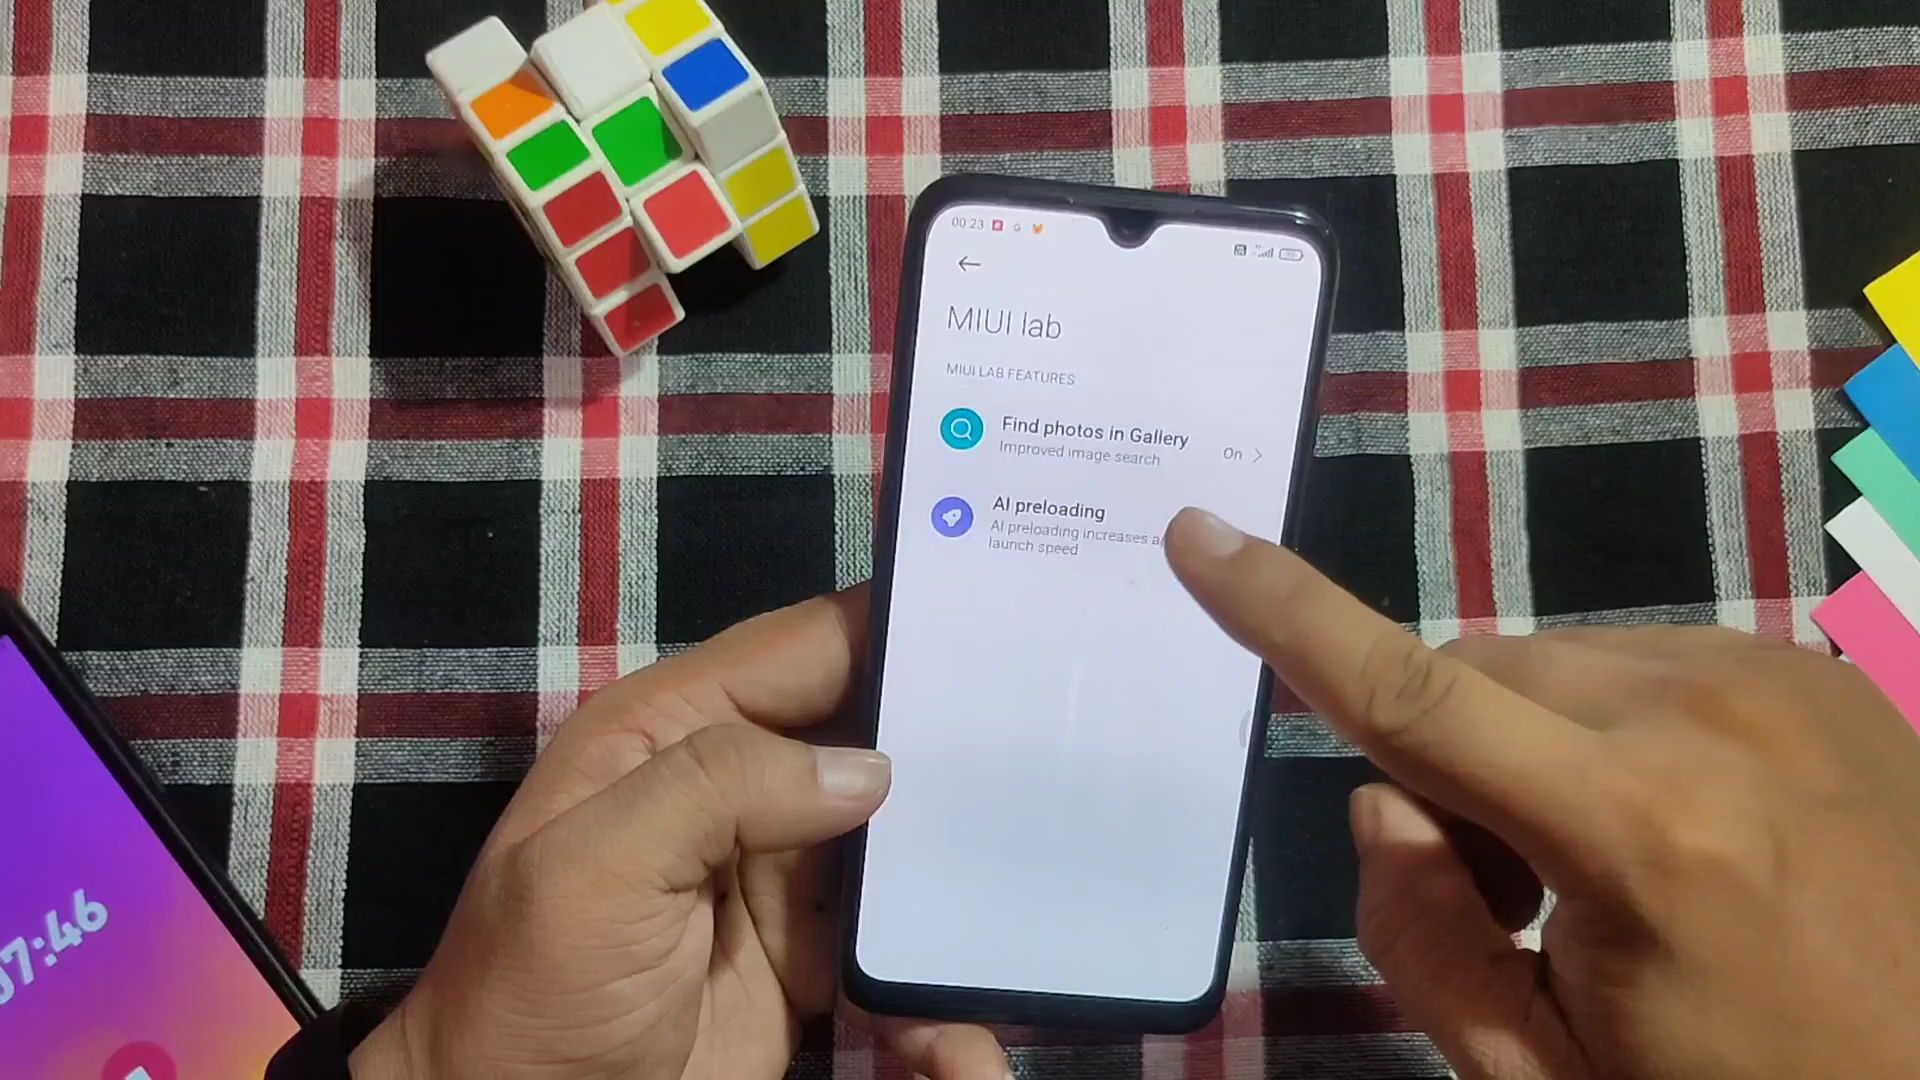 00:23
MIUI lab
MIUI LAB FEATURES
Find photos in Gallery
Improved image search
On
AI preloading
AI preloading increases
launch speed
7:46